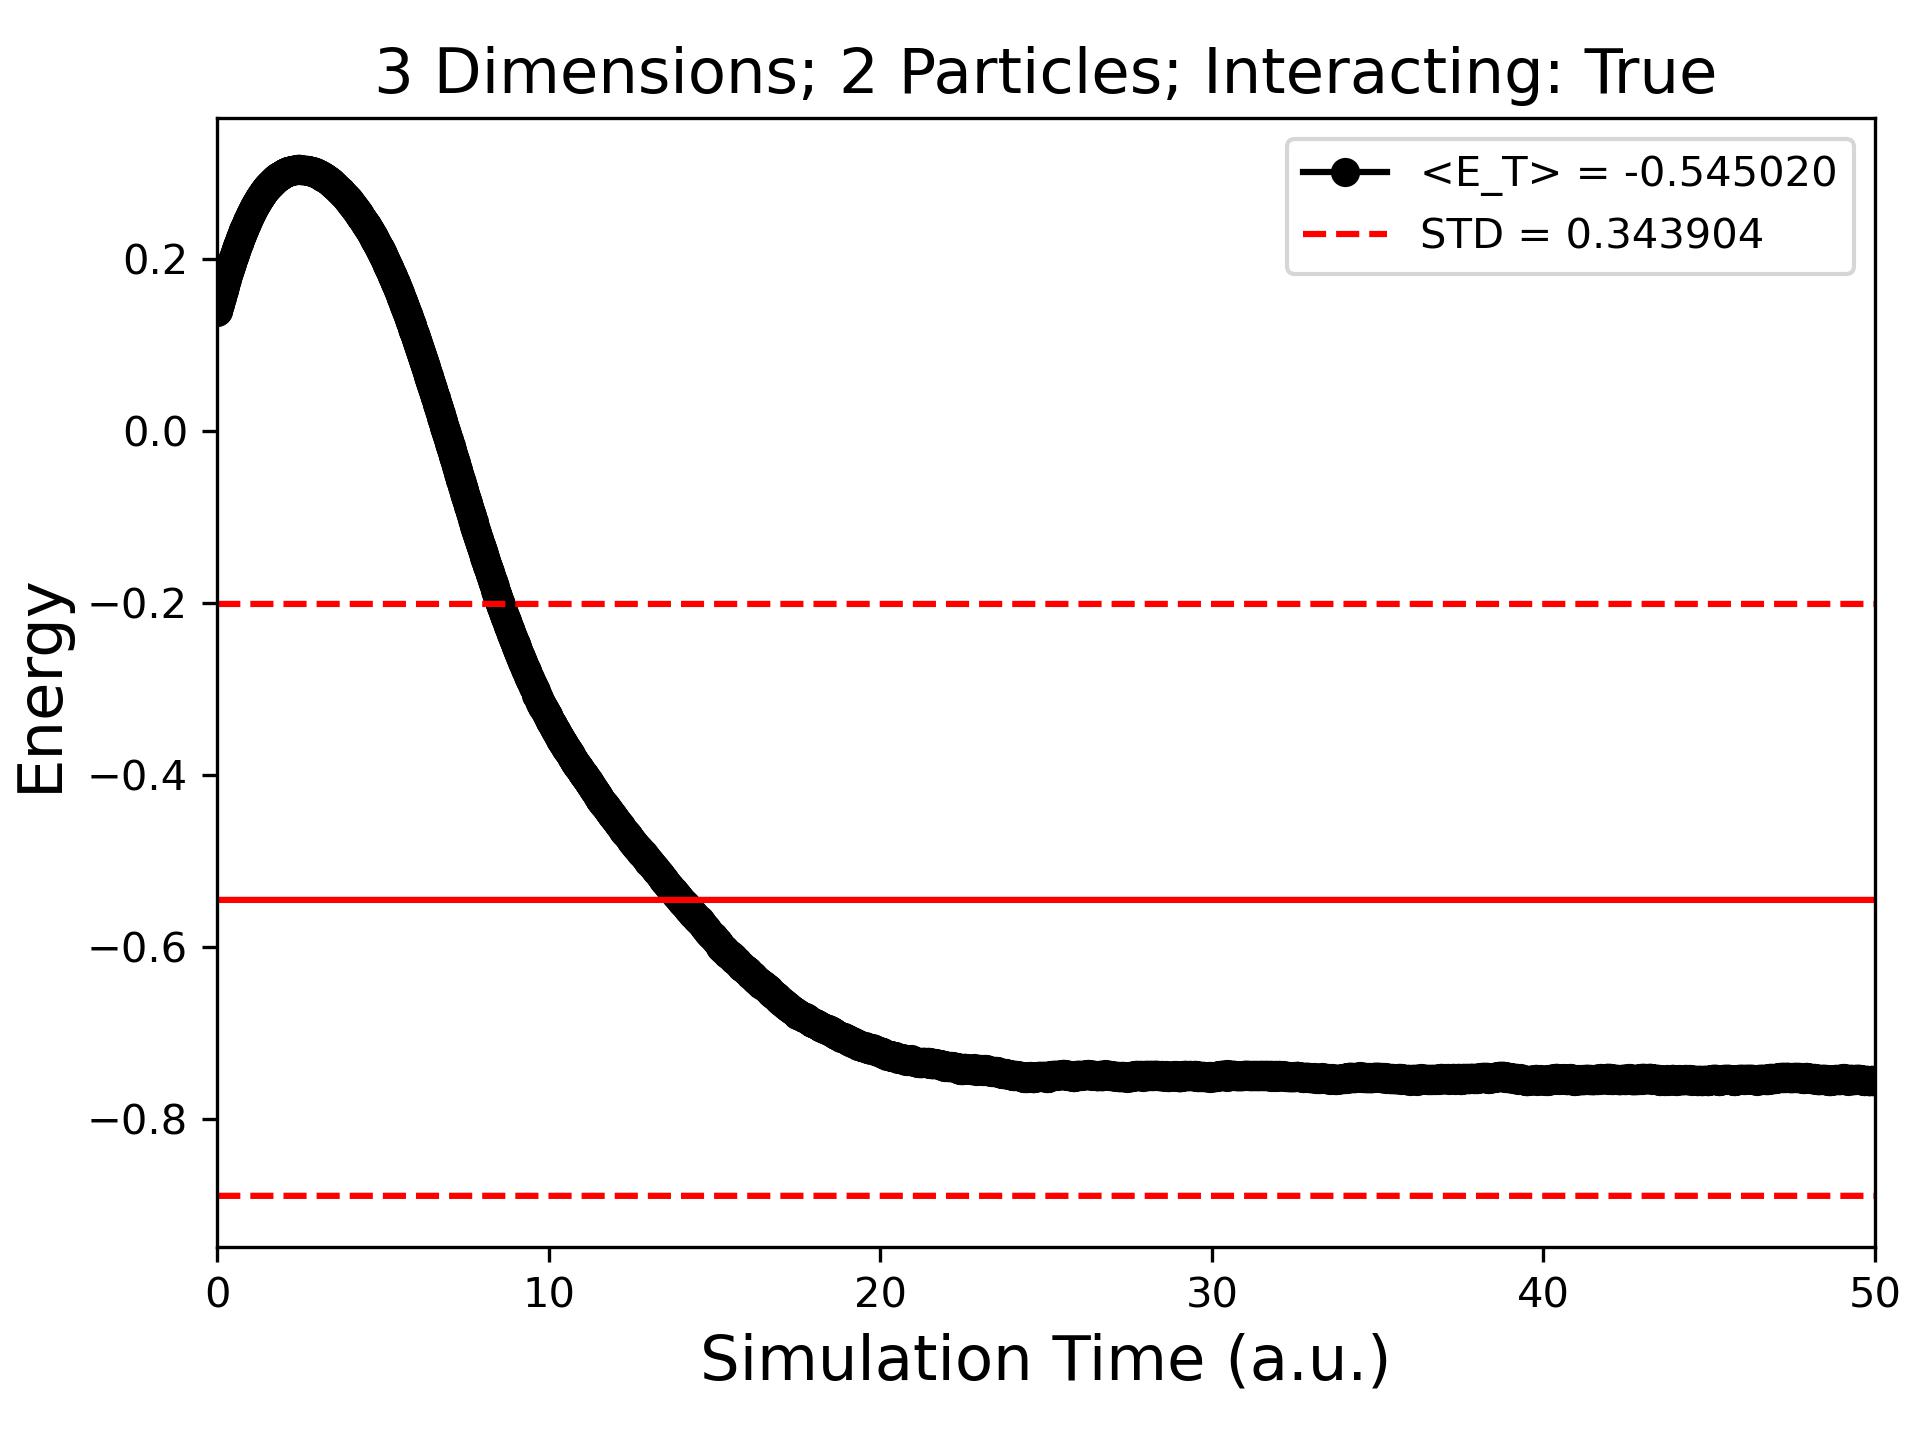 3 Dimensions; 2 Particles; Interacting: True
<E_T> = -0.545020
STD = 0.343904
Energy
0.2
0.0
−0.2
−0.4
−0.6
−0.8
0 10 20 30 40 50
Simulation Time (a.u.)